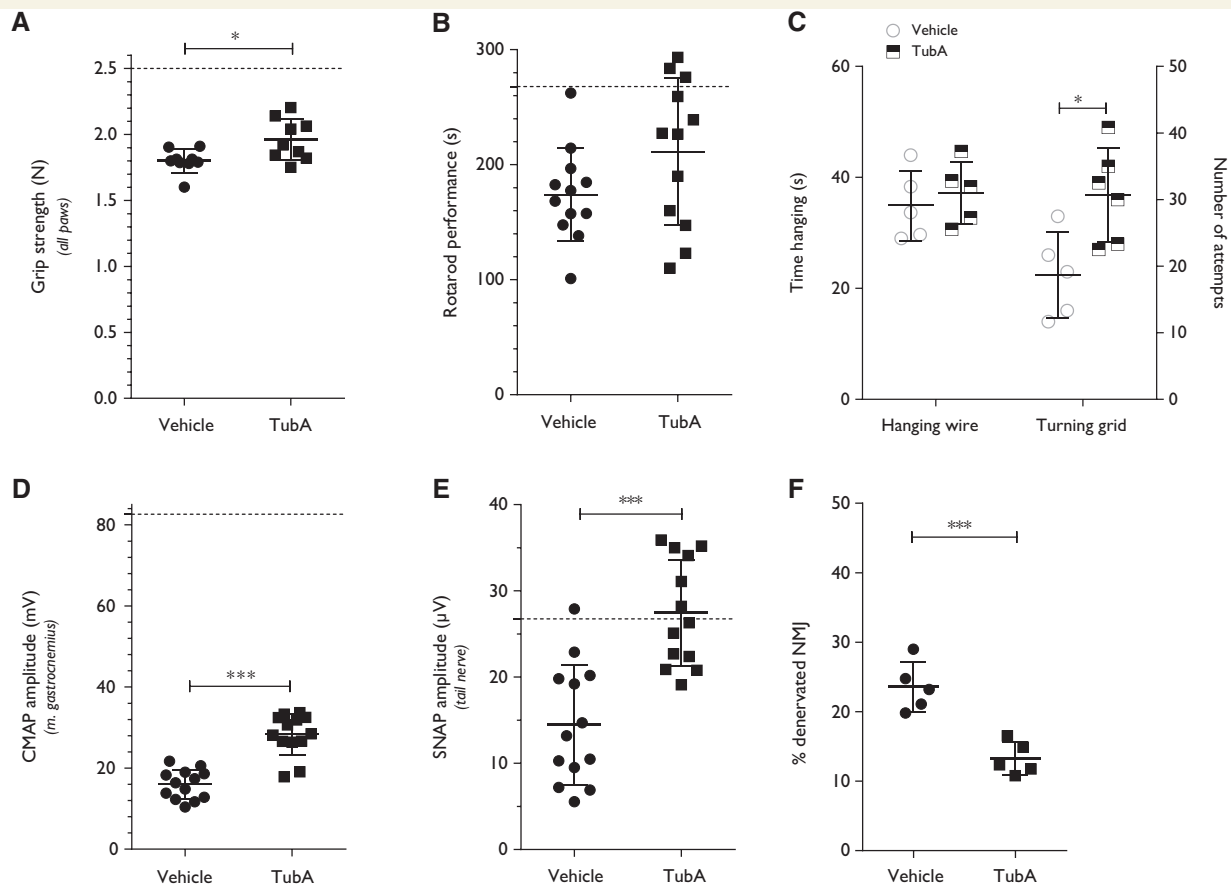 A
*
2.5
2.0
1.5
1.0
0.5
0.0
Grip strength (N)
(all paws)
Vehicle
TubA
B
300
200
100
0
Rotarod performance (s)
Vehicle
TubA
C
Vehicle
TubA
60
40
20
0
Time hanging (s)
*
50
40
30
20
10
0
Number of attempts
Hanging wire
Turning grid
D
80
60
40
20
0
CMAP amplitude (mV)
(m. gastrocnemius)
***
Vehicle
TubA
E
***
40
30
20
10
0
SNAP amplitude (µV)
(tail nerve)
Vehicle
TubA
F
50
40
30
20
10
0
% denervated NMJ
***
Vehicle
TubA